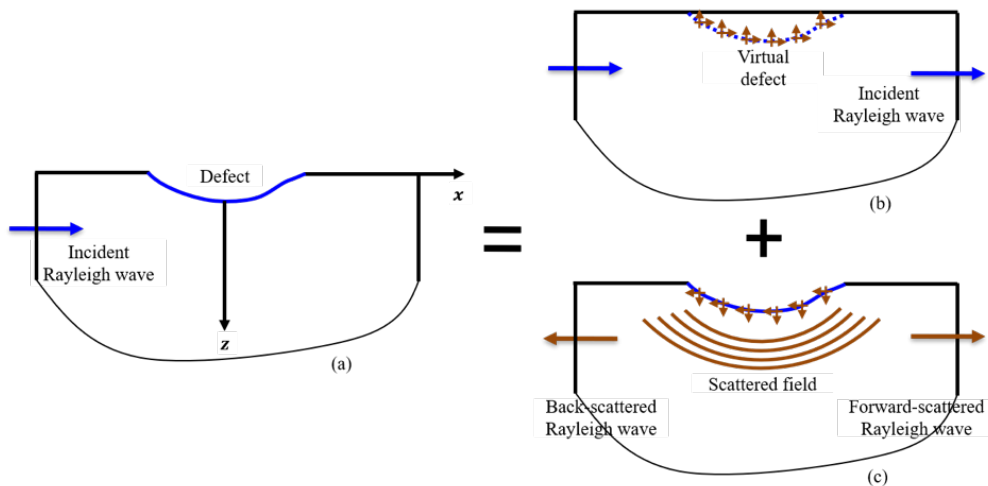 Defect
x
Incident
Rayleigh wave
z
(a)
=
Virtual
defect
Incident
Rayleigh wave
(b)
+
Scattered field
Back-scattered
Rayleigh wave
Forward-scattered
Rayleigh wave
(c)